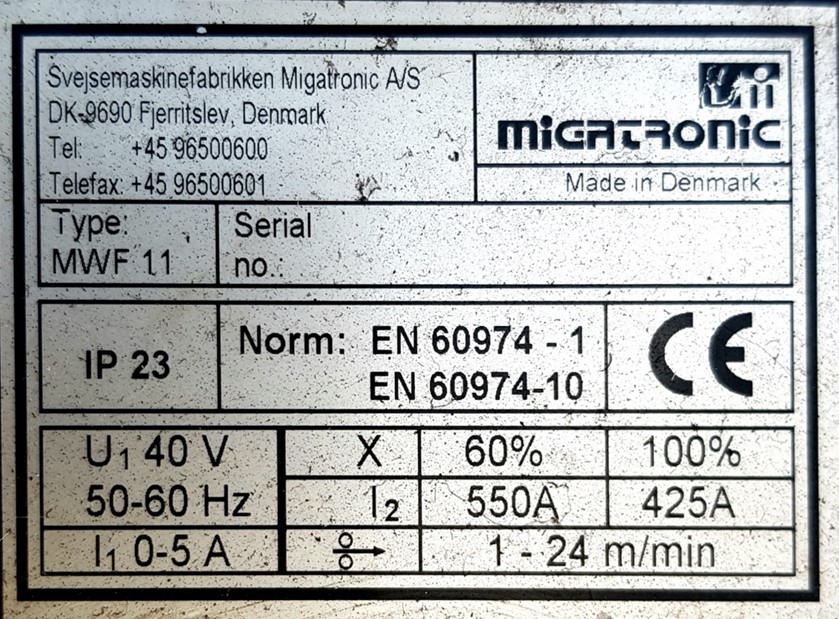 Svejsemaskinefabrikken Migatronic A/S
DK-9690 Fjerritslev, Denmark
Tel: +45 96500600
Telefax: +45 96500601
MIGATRONIC
Made in Denmark
Type:
MWF 11
Serial
no.:
IP 23
Norm: EN 60974 - 1
EN 60974-10
CE
U1 40 V
50-60 Hz
I1 0-5 A
X 60% 100%
I2 550A 425A
1 - 24 m/min